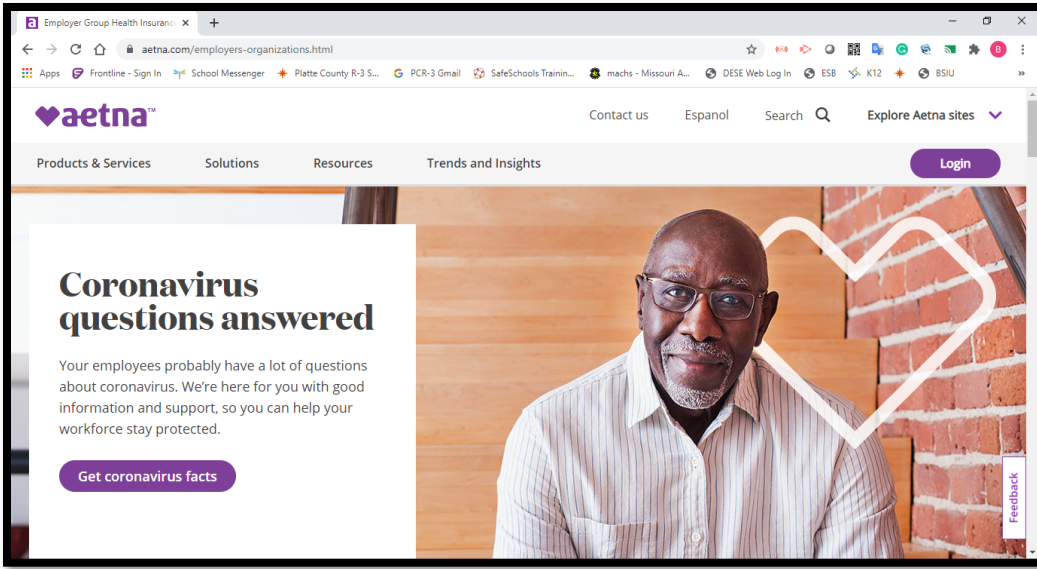 Employer Group Health Insuranc
aetna.com/employers-organizations.html
B
Apps Frontline - Sign In School Messenger Platte County R-3 S... G PCR-3 Gmail SafeSchools Trainin... machs - Missouri A... DESE Web Log In ESB K12 BSIU »
aetna™
Contact us Espanol Search Explore Aetna sites
Products & Services Solutions Resources Trends and Insights Login
Coronavirus
questions answered
Your employees probably have a lot of questions
about coronavirus. We're here for you with good
information and support, so you can help your
workforce stay protected.
Get coronavirus facts
Feedback